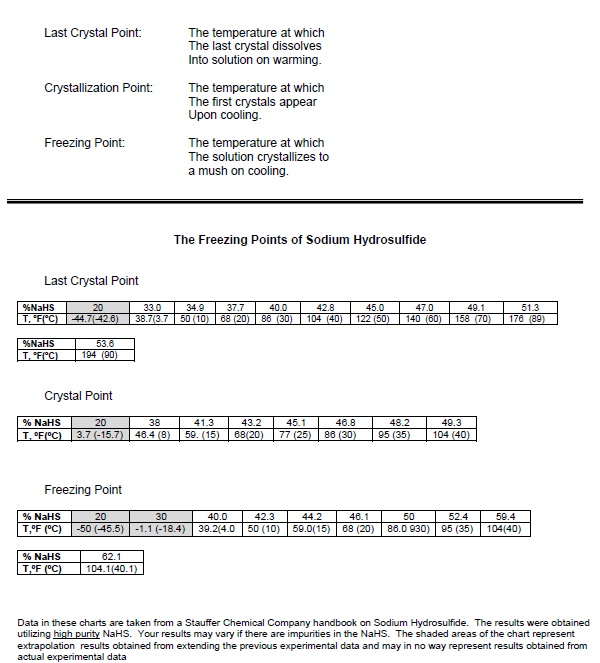 Last Crystal Point: The temperature at which
The last crystal dissolves
Into solution on warming.
Crystallization Point: The temperature at which
The first crystals appear
Upon cooling.
Freezing Point: The temperature at which
The solution crystallizes to
a mush on cooling.
The Freezing Points of Sodium Hydrosulfide
Last Crystal Point
%NaHS 20 33.0 34.9 37.7 40.0 42.8 45.0 47.0 49.1 51.3
T, ºF(ºC) -44.7(-42.6) 38.7(3.7 50 (10) 68 (20) 86 (30) 104 (40) 122 (50) 140 (60) 158 (70) 176 (89)
%NaHS 53.6
T, ºF(ºC) 194 (90)
Crystal Point
% NaHS 20 38 41.3 43.2 45.1 46.8 48.2 49.3
T, ºF(ºC) 3.7 (-15.7) 46.4 (8) 59. (15) 68(20) 77 (25) 86 (30) 95 (35) 104 (40)
Freezing Point
% NaHS 20 30 40.0 42.3 44.2 46.1 50 52.4 59.4
T,ºF (ºC) -50 (-45.5) -1.1 (-18.4) 39.2(4.0 50 (10) 59.0(15) 68 (20) 86.0 930) 95 (35) 104(40)
% NaHS 62.1
T,ºF (ºC) 104.1(40.1)
Data in these charts are taken from a Stauffer Chemical Company handbook on Sodium Hydrosulfide. The results were obtained
utilizing high purity NaHS. Your results may vary if there are impurities in the NaHS. The shaded areas of the chart represent
extrapolation results obtained from extending the previous experimental data and may in no way represent results obtained from
actual experimental data